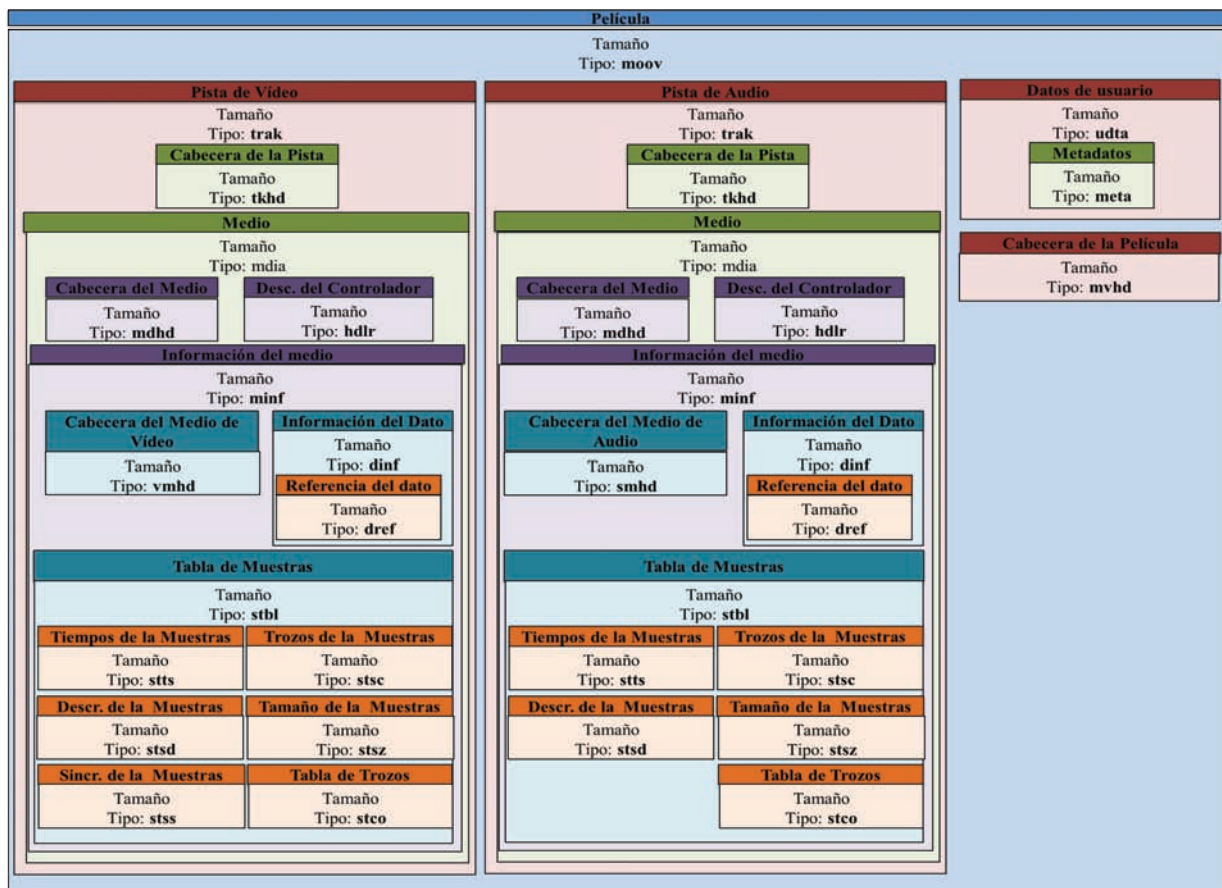 Película
Tamaño
Tipo: moov
Pista de Vídeo
Tamaño
Tipo: trak
Cabecera de la Pista
Tamaño
Tipo: tkhd
Medio
Tamaño
Tipo: mdia
Cabecera del Medio
Tamaño
Tipo: mdhd
Desc. del Controlador
Tamaño
Tipo: hdlr
Información del medio
Tamaño
Tipo: minf
Cabecera del Medio de
Vídeo
Tamaño
Tipo: vmhd
Información del Dato
Tamaño
Tipo: dinf
Referencia del dato
Tamaño
Tipo: dref
Tabla de Muestras
Tamaño
Tipo: stbl
Tiempos de la Muestras
Tamaño
Tipo: stts
Trozos de la Muestras
Tamaño
Tipo: stsc
Descr. de la Muestras
Tamaño
Tipo: stsd
Tamaño de la Muestras
Tamaño
Tipo: stsz
Sincr. de la Muestras
Tamaño
Tipo: stss
Tabla de Trozos
Tamaño
Tipo: stco
Pista de Audio
Tamaño
Tipo: trak
Cabecera de la Pista
Tamaño
Tipo: tkhd
Medio
Tamaño
Tipo: mdia
Cabecera del Medio
Tamaño
Tipo: mdhd
Desc. del Controlador
Tamaño
Tipo: hdlr
Información del medio
Tamaño
Tipo: minf
Cabecera del Medio de
Audio
Tamaño
Tipo: smhd
Información del Dato
Tamaño
Tipo: dinf
Referencia del dato
Tamaño
Tipo: dref
Tabla de Muestras
Tamaño
Tipo: stbl
Tiempos de la Muestras
Tamaño
Tipo: stts
Trozos de la Muestras
Tamaño
Tipo: stsc
Descr. de la Muestras
Tamaño
Tipo: stsd
Tamaño de la Muestras
Tamaño
Tipo: stsz
Tabla de Trozos
Tamaño
Tipo: stco
Datos de usuario
Tamaño
Tipo: udta
Metadatos
Tamaño
Tipo: meta
Cabecera de la Película
Tamaño
Tipo: mvhd